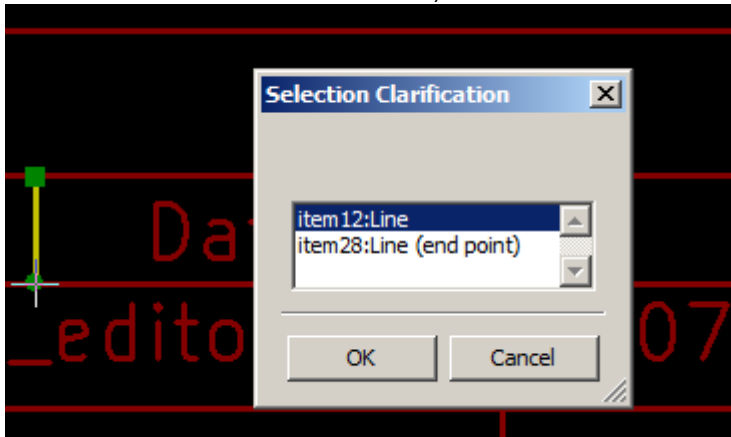 Selection Clarification
item12:Line
item28:Line (end point)
Da
_edito
07
OK
Cancel